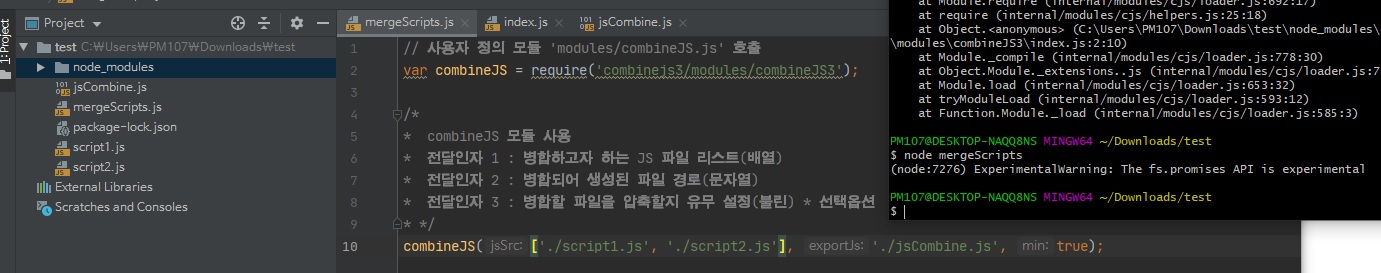 Project
mergeScripts.js
index.js
jsCombine.js
1: Project
test C:₩Users₩PM107₩Downloads₩test
node_modules
jsCombine.js
mergeScripts.js
package-lock.json
script1.js
script2.js
External Libraries
Scratches and Consoles
1 // 사용자 정의 모듈 'modules/combineJS.js' 호출
2 var combineJS = require('combinejs3/modules/combineJS3');
3
4 /*
5 * combineJS 모듈 사용
6 * 전달인자 1 : 병합하고자 하는 JS 파일 리스트(배열)
7 * 전달인자 2 : 병합되어 생성된 파일 경로(문자열)
8 * 전달인자 3 : 병합할 파일을 압축할지 유무 설정(불린) * 선택옵션
9 * */
10 combineJS( jsSrc: ['./script1.js', './script2.js'], exportJs: './jsCombine.js', min: true);
at Module.require (internal/modules/cjs/loader.js:692:17)
at require (internal/modules/cjs/helpers.js:25:18)
at Object.<anonymous> (C:\Users\PM107\Downloads\test\node_modules\
\modules\combineJS3\index.js:2:10)
at Module._compile (internal/modules/cjs/loader.js:778:30)
at Object.Module._extensions..js (internal/modules/cjs/loader.js:7
at Module.load (internal/modules/cjs/loader.js:653:32)
at tryModuleLoad (internal/modules/cjs/loader.js:593:12)
at Function.Module._load (internal/modules/cjs/loader.js:585:3)
PM107@DESKTOP-NAQQ8NS MINGW64 ~/Downloads/test
$ node mergeScripts
(node:7276) ExperimentalWarning: The fs.promises API is experimental
PM107@DESKTOP-NAQQ8NS MINGW64 ~/Downloads/test
$